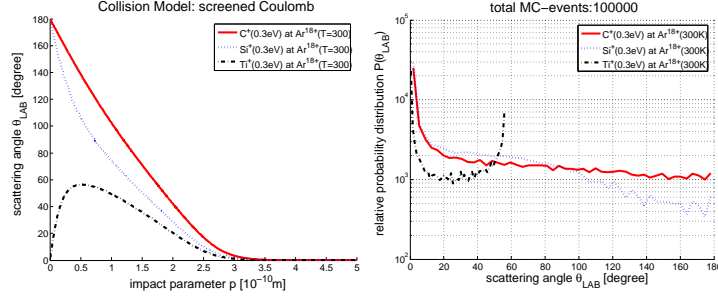 Collision Model: screened Coulomb
C⁺(0.3eV) at Ar¹⁸⁺(T=300)
Si⁺(0.3eV) at Ar¹⁸⁺(T=300)
Ti⁺(0.3eV) at Ar¹⁸⁺(T=300)
scattering angle θ_LAB [degree]
180
160
140
120
100
80
60
40
20
0
0 0.5 1 1.5 2 2.5 3 3.5 4 4.5 5
impact parameter p [10⁻¹⁰m]
total MC−events:100000
C⁺(0.3eV) at Ar¹⁸⁺(300K)
Si⁺(0.3eV) at Ar¹⁸⁺(300K)
Ti⁺(0.3eV) at Ar¹⁸⁺(300K)
relative probability distribution P(θ_LAB)
10⁵
10⁴
10³
10²
0 20 40 60 80 100 120 140 160 180
scattering angle θ_LAB [degree]